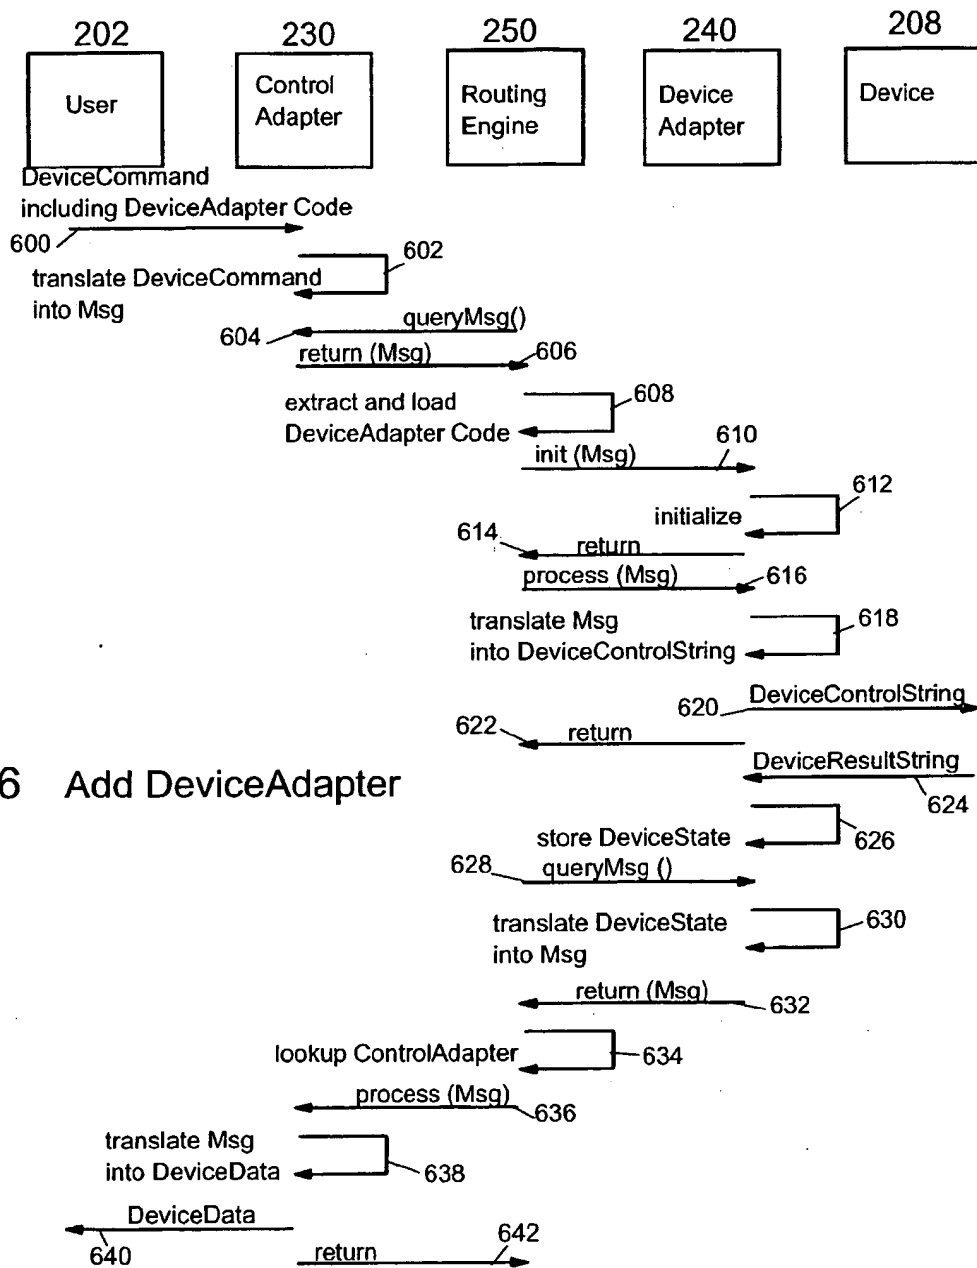 202 230 250 240 208
User
Control
Adapter
Routing
Engine
Device
Adapter
Device
DeviceCommand
including DeviceAdapter Code
600
602
translate DeviceCommand
into Msg
queryMsg()
604
return (Msg)
606
608
extract and load
DeviceAdapter Code
610
init (Msg)
612
initialize
614
return
process (Msg)
616
translate Msg
618
into DeviceControlString
DeviceControlString
620
622
return
DeviceResultString
6 Add DeviceAdapter
624
store DeviceState
626
628
queryMsg ()
translate DeviceState
630
into Msg
return (Msg)
632
lookup ControlAdapter
634
process (Msg)
636
translate Msg
into DeviceData
638
DeviceData
640
642
return